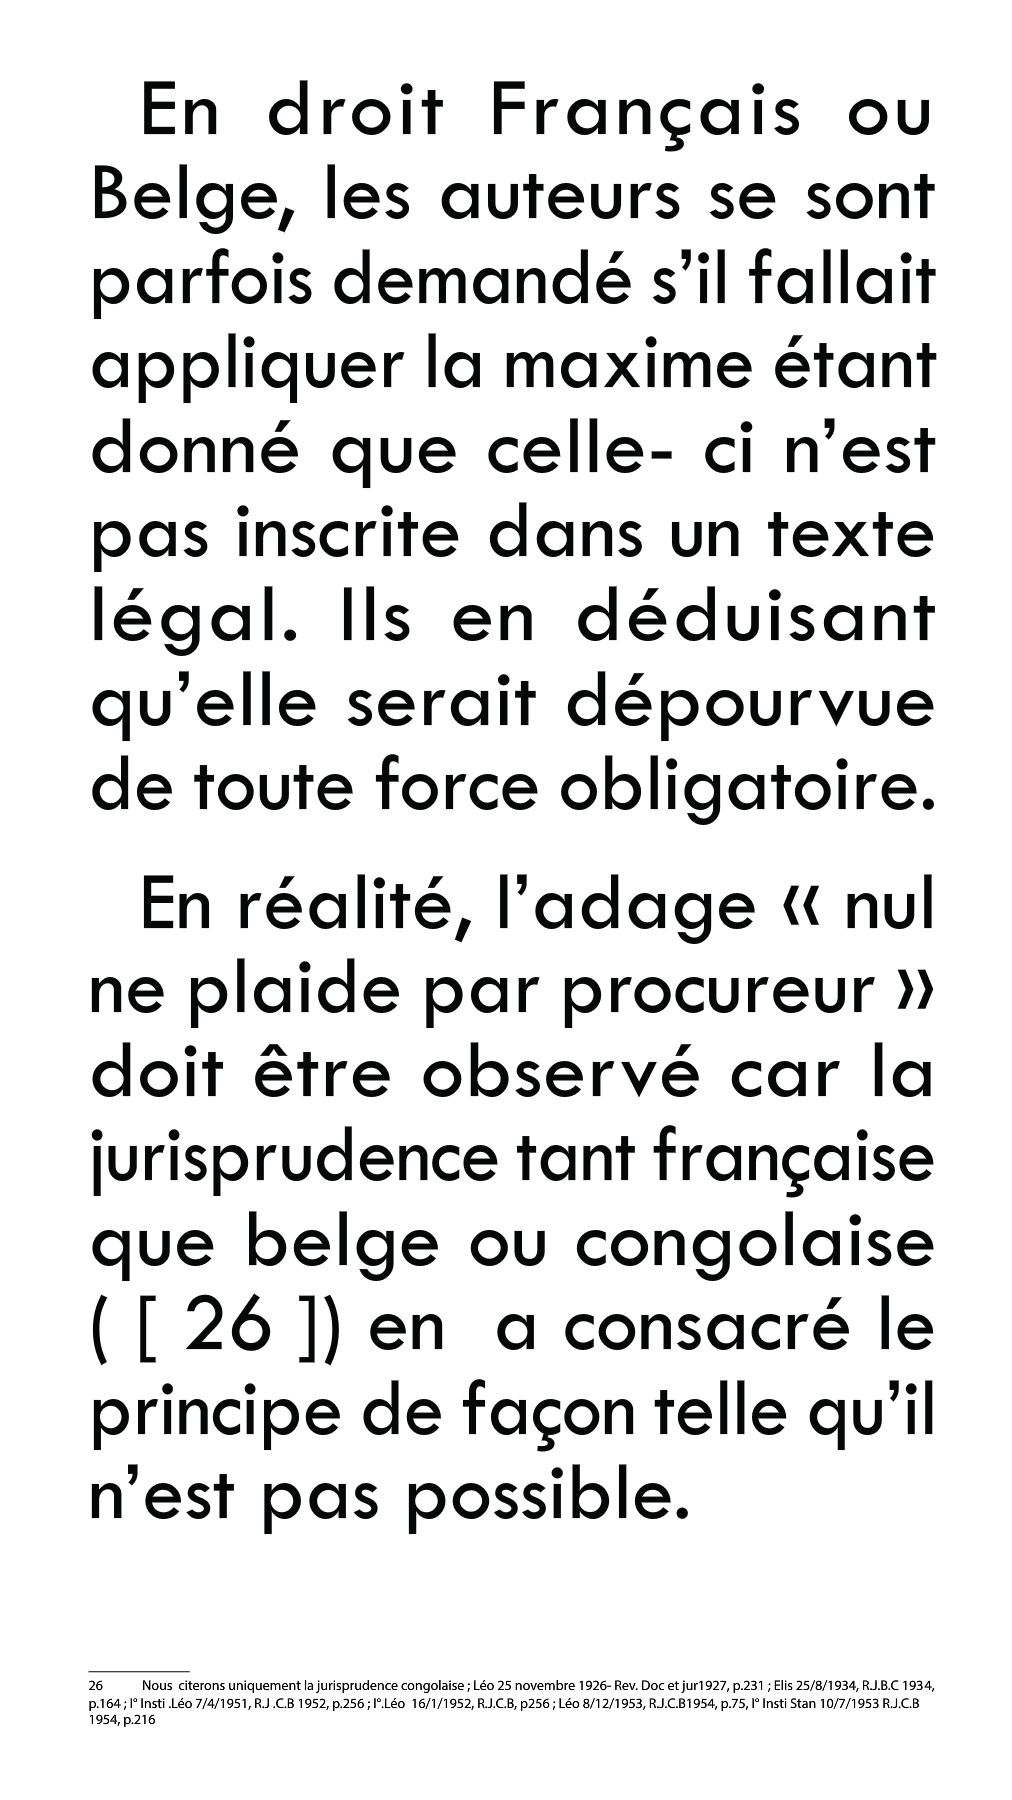 En droit Français ou
Belge, les auteurs se sont
parfois demandé s’il fallait
appliquer la maxime étant
donné que celle- ci n’est
pas inscrite dans un texte
légal. Ils en déduisant
qu’elle serait dépourvue
de toute force obligatoire.
En réalité, l’adage « nul
ne plaide par procureur »
doit être observé car la
jurisprudence tant française
que belge ou congolaise
( [ 26 ]) en  a consacré le
principe de façon telle qu’il
n’est pas possible.
26 Nous  citerons uniquement la jurisprudence congolaise ; Léo 25 novembre 1926- Rev. Doc et jur1927, p.231 ; Elis 25/8/1934, R.J.B.C 1934,
p.164 ; I° Insti .Léo 7/4/1951, R.J .C.B 1952, p.256 ; I°.Léo  16/1/1952, R.J.C.B, p256 ; Léo 8/12/1953, R.J.C.B1954, p.75, I° Insti Stan 10/7/1953 R.J.C.B
1954, p.216